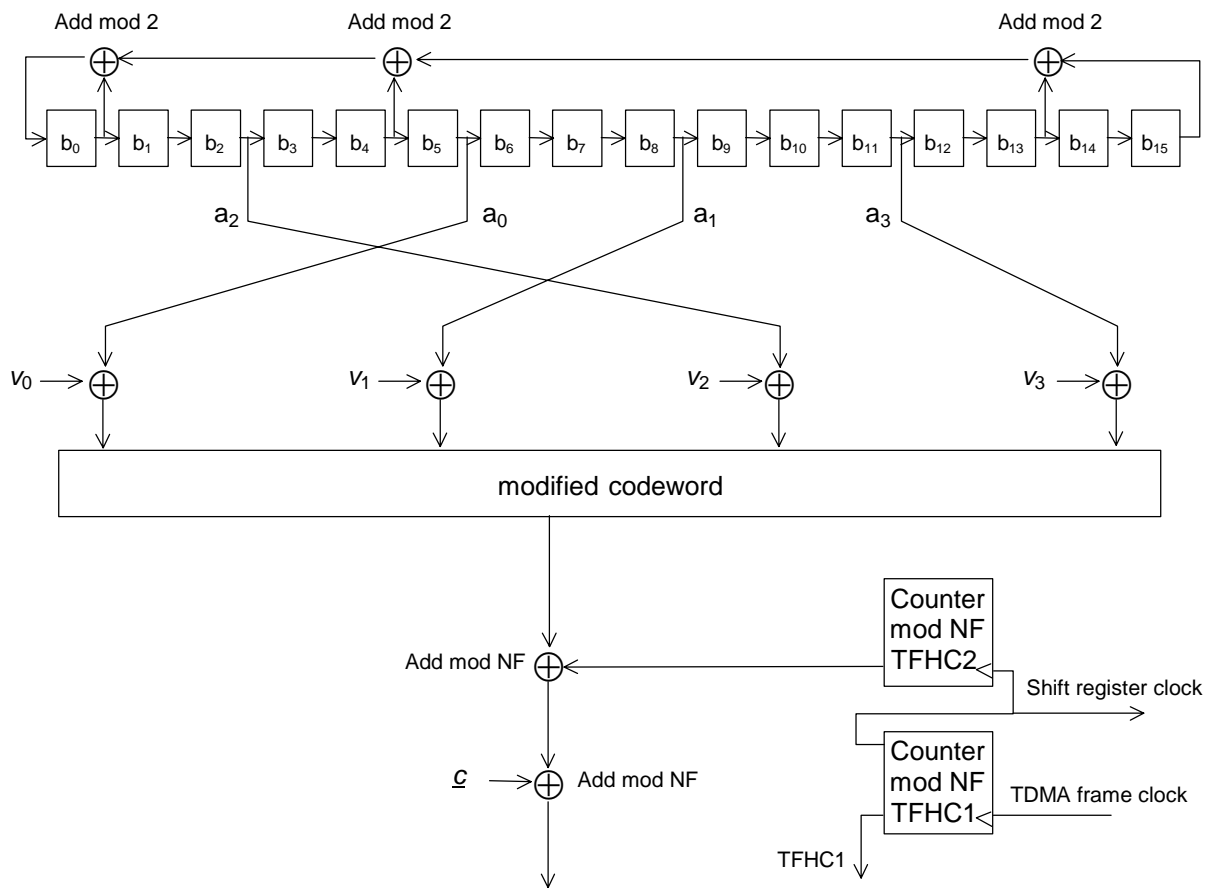 Add mod 2 Add mod 2 Add mod 2
b₀ b₁ b₂ b₃ b₄ b₅ b₆ b₇ b₈ b₉ b₁₀ b₁₁ b₁₂ b₁₃ b₁₄ b₁₅
a₂ a₀ a₁ a₃
v₀ v₁ v₂ v₃
modified codeword
Counter
mod NF
TFHC2
Add mod NF
Shift register clock
Counter
mod NF
TFHC1
c Add mod NF
TDMA frame clock
TFHC1